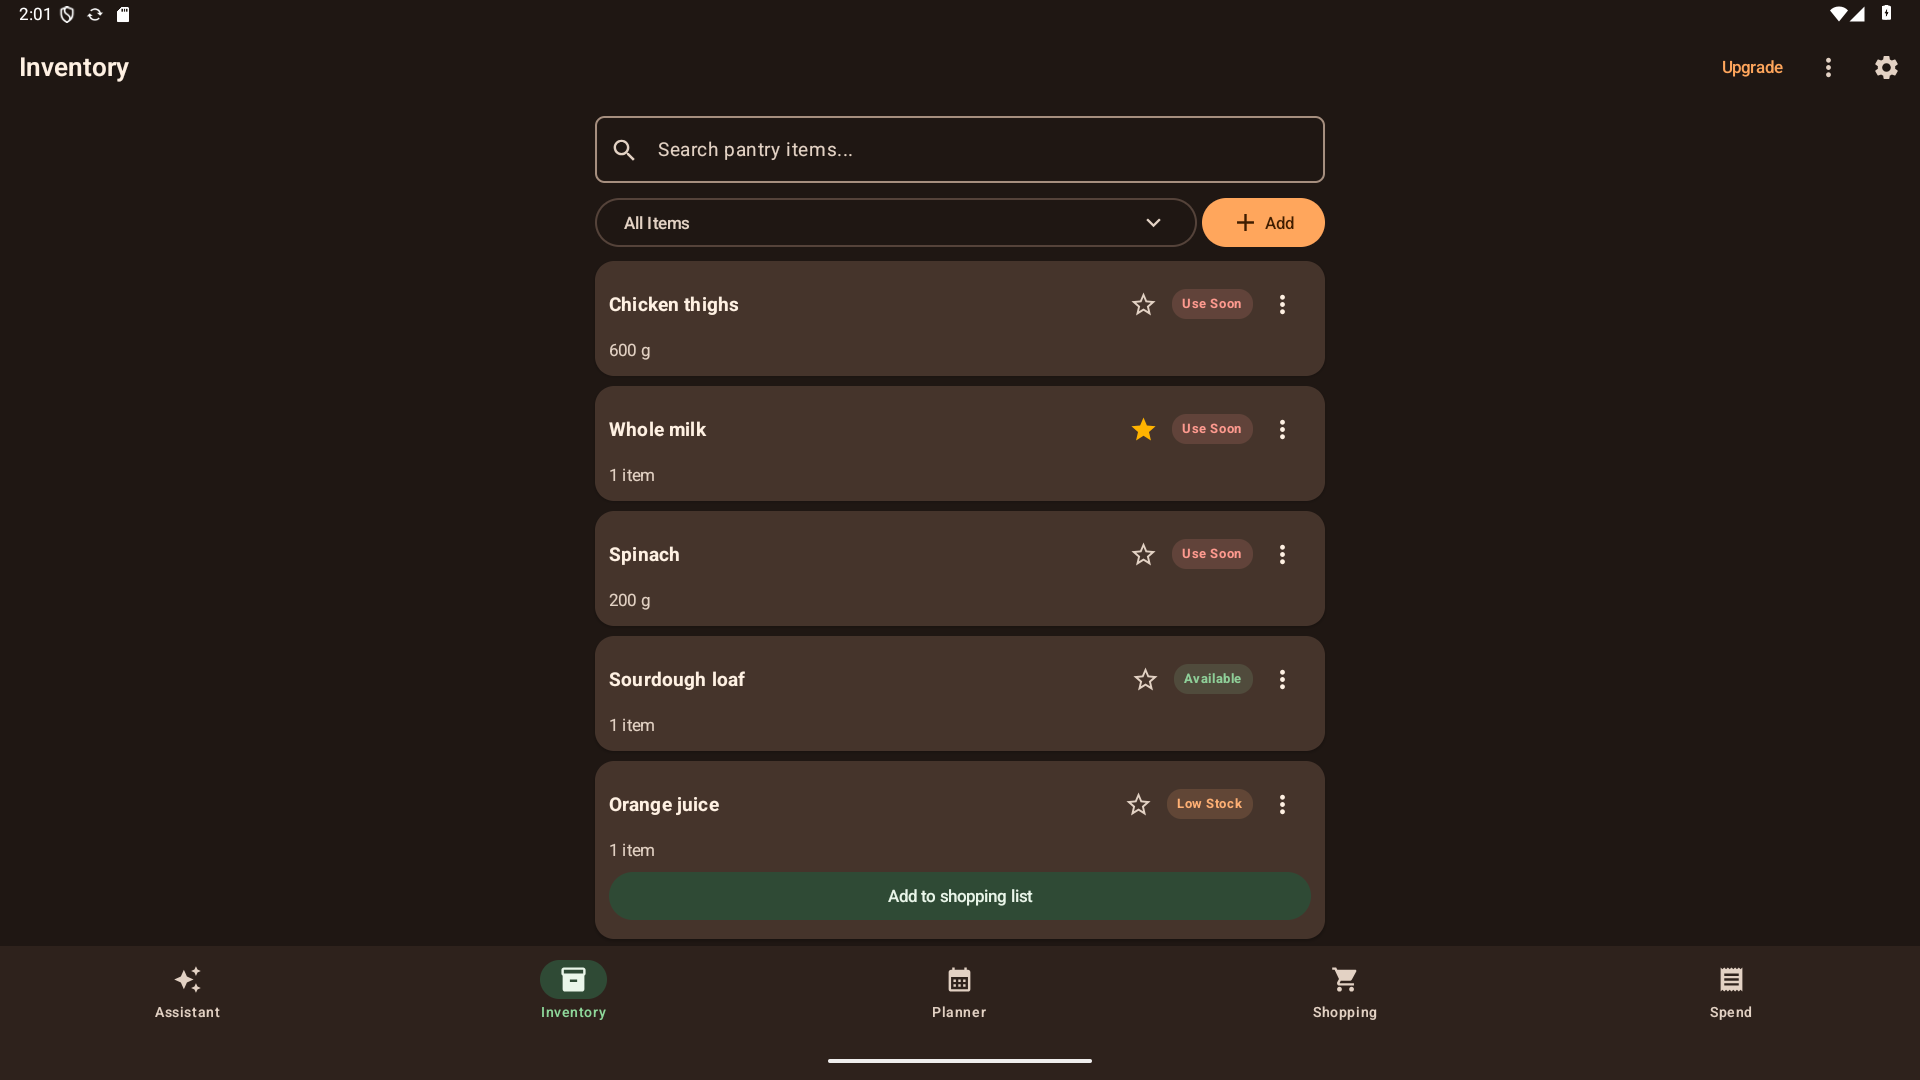 2:01
Inventory
Upgrade
Search pantry items...
All Items
Add
Chicken thighs
Use Soon
600 g
Whole milk
Use Soon
1 item
Spinach
Use Soon
200 g
Sourdough loaf
Available
1 item
Orange juice
Low Stock
1 item
Add to shopping list
Assistant
Inventory
Planner
Shopping
Spend